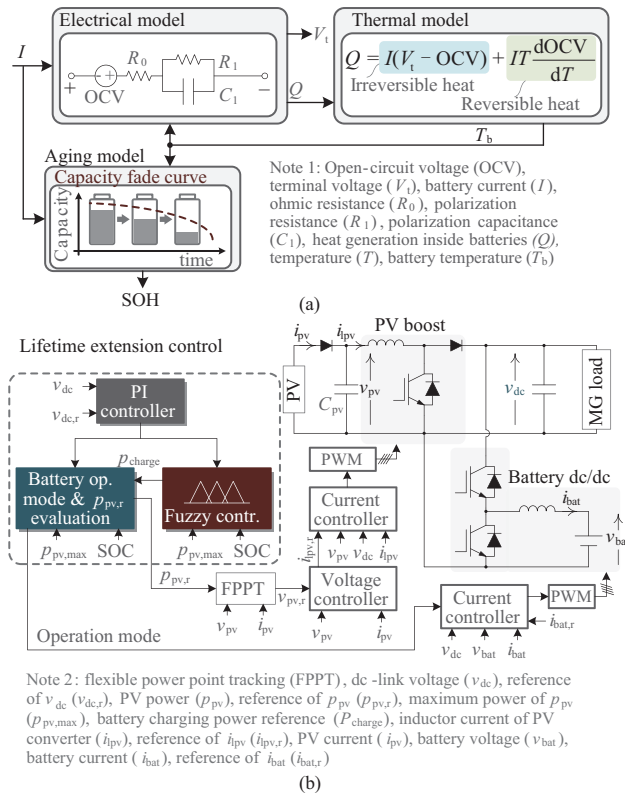 Electrical model
Thermal model
I
R0
R1
C1
+
OCV
−
Vt
Q
Q = I(Vt − OCV) + IT dOCV/dT
Irreversible heat
Reversible heat
Tb
Aging model
Capacity fade curve
Capacity
time
SOH
Note 1: Open-circuit voltage (OCV),
terminal voltage (Vt), battery current (I),
ohmic resistance (R0), polarization
resistance (R1), polarization capacitance
(C1), heat generation inside batteries (Q),
temperature (T), battery temperature (Tb)
(a)
Lifetime extension control
vdc
vdc,r
PI
controller
pcharge
Battery op.
mode & ppv,r
evaluation
Fuzzy contr.
ppv,max
SOC
ppv,max
SOC
ppv,r
Operation mode
FPPT
vpv
ipv
vpv,r
Voltage
controller
vpv
ipv
ilpv,r
Current
controller
vpv
vdc
ilpv
PWM
PV boost
ipv
ilpv
PV
Cpv
vpv
vdc
MG load
Battery dc/dc
ibat
vba
Current
controller
PWM
ibat,r
vdc
vbat
ibat
Note 2: flexible power point tracking (FPPT), dc -link voltage (vdc), reference
of vdc (vdc,r), PV power (ppv), reference of ppv (ppv,r), maximum power of ppv
(ppv,max), battery charging power reference (Pcharge), inductor current of PV
converter (ilpv), reference of ilpv (ilpv,r), PV current (ipv), battery voltage (vbat),
battery current (ibat), reference of ibat (ibat,r)
(b)